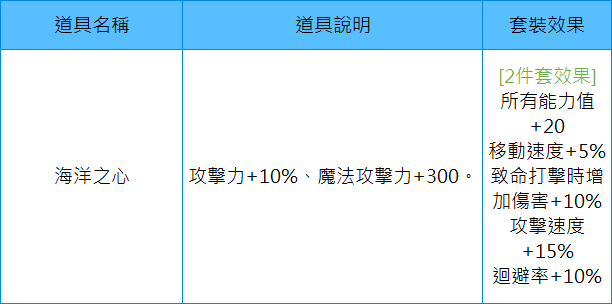 道具名稱
道具說明
套裝效果
海洋之心
攻擊力+10%、魔法攻擊力+300。
[2件套效果]
所有能力值
+20
移動速度+5%
致命打擊時增
加傷害+10%
攻擊速度
+15%
迴避率+10%